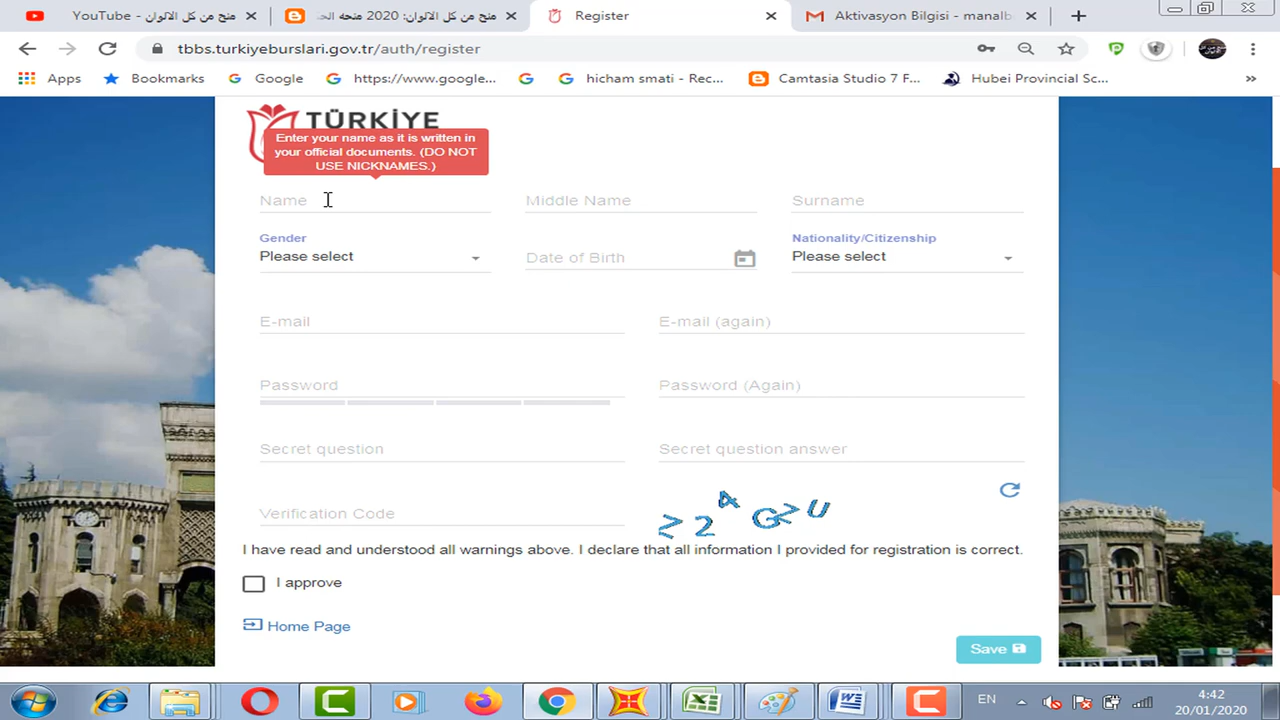 YouTube - منح من كل الالوان
منح من كل الالوان: 2020 منحه الح
Register
Aktivasyon Bilgisi - manalb
tbbs.turkiyeburslari.gov.tr/auth/register
Apps
Bookmarks
Google
https://www.google...
hicham smati - Rec...
Camtasia Studio 7 F...
Hubei Provincial Sc...
»
TÜRKİYE
Enter your name as it is written in
your official documents. (DO NOT
USE NICKNAMES.)
Name
Middle Name
Surname
Gender
Please select
Date of Birth
Nationality/Citizenship
Please select
E-mail
E-mail (again)
Password
Password (Again)
Secret question
Secret question answer
Verification Code
I have read and understood all warnings above. I declare that all information I provided for registration is correct.
I approve
Home Page
Save
EN
4:42
20/01/2020